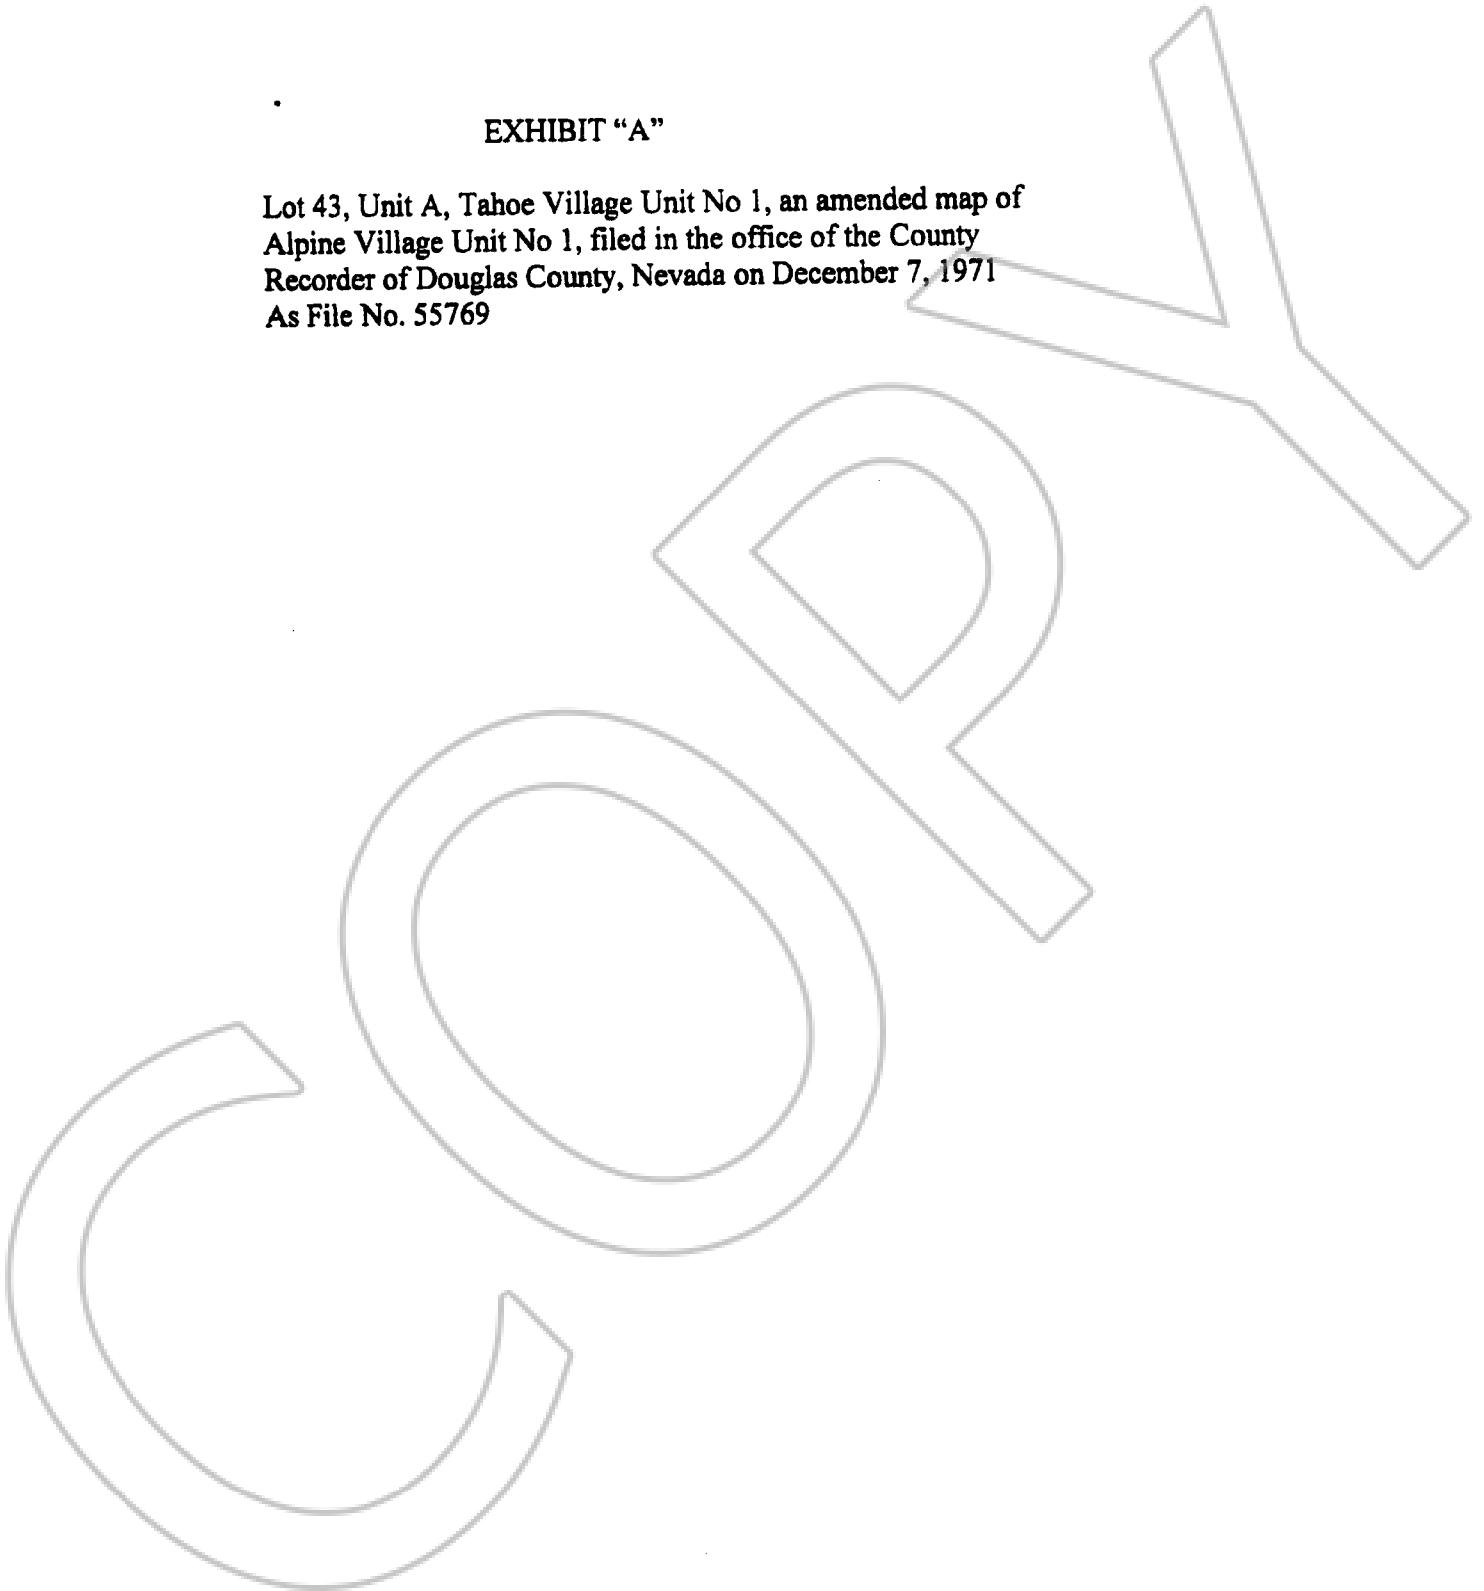 EXHIBIT “A”
Lot 43, Unit A, Tahoe Village Unit No 1, an amended map of
Alpine Village Unit No 1, filed in the office of the County
Recorder of Douglas County, Nevada on December 7, 1971
As File No. 55769
COPY